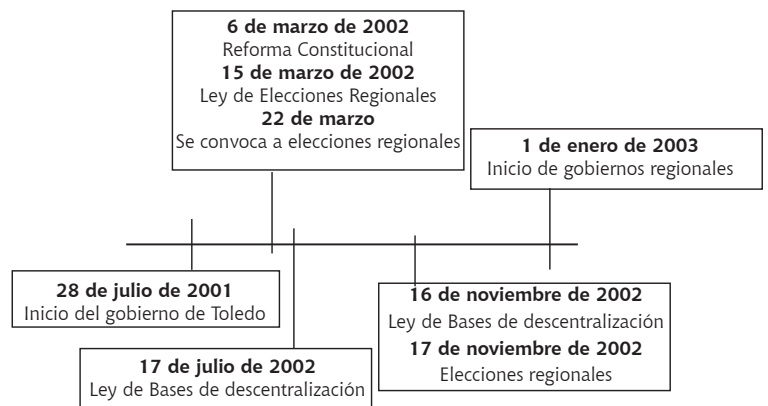 6 de marzo de 2002
Reforma Constitucional
15 de marzo de 2002
Ley de Elecciones Regionales
22 de marzo
Se convoca a elecciones regionales
1 de enero de 2003
Inicio de gobiernos regionales
28 de julio de 2001
Inicio del gobierno de Toledo
17 de julio de 2002
Ley de Bases de descentralización
16 de noviembre de 2002
Ley de Bases de descentralización
17 de noviembre de 2002
Elecciones regionales